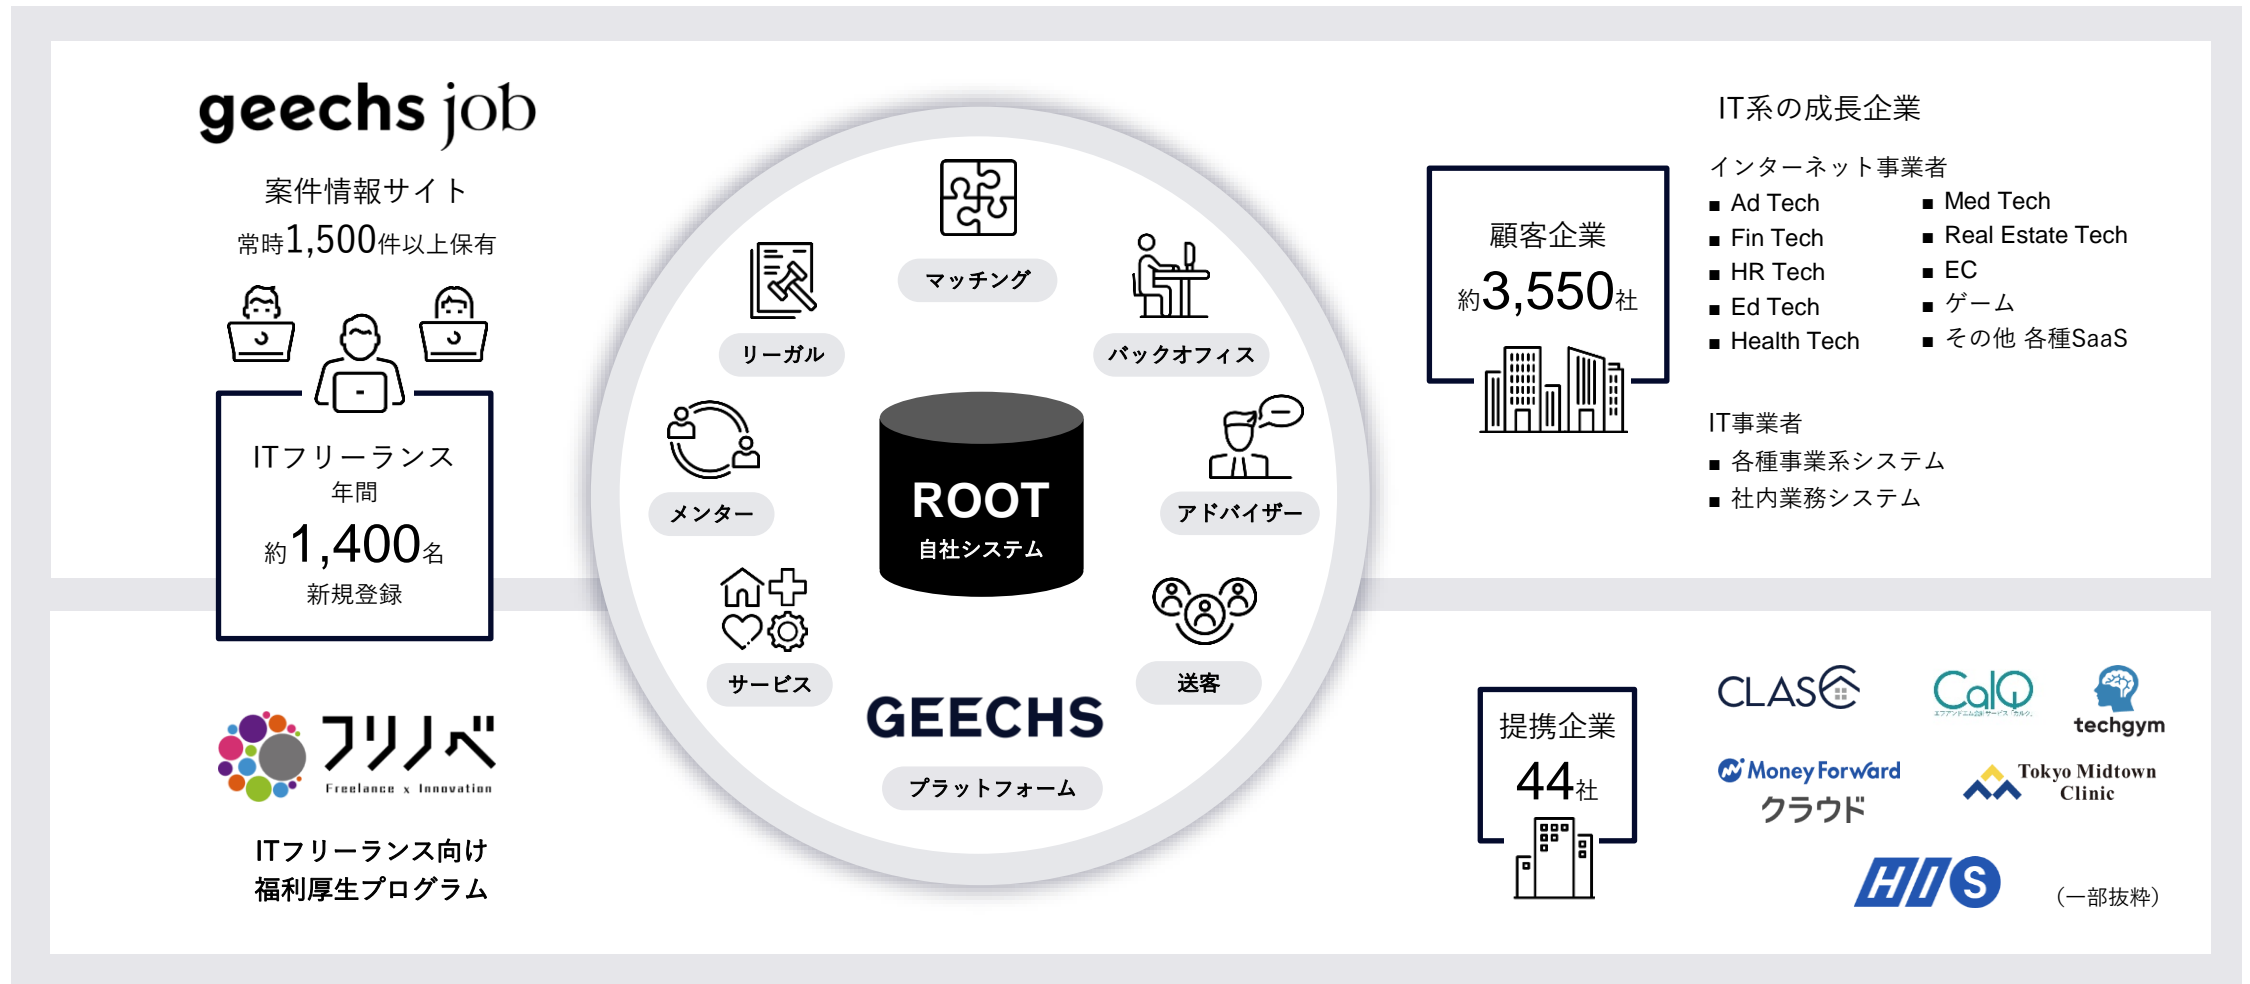 geechs job
案件情報サイト
常時1,500件以上保有
ITフリーランス
年間
約1,400名
新規登録
フリノベ
Freelance x Innovation
ITフリーランス向け
福利厚生プログラム
マッチング
リーガル
バックオフィス
メンター
アドバイザー
サービス
送客
ROOT
自社システム
GEECHS
プラットフォーム
顧客企業
約3,550社
IT系の成長企業
インターネット事業者
■ Ad Tech
■ Fin Tech
■ HR Tech
■ Ed Tech
■ Health Tech
■ Med Tech
■ Real Estate Tech
■ EC
■ ゲーム
■ その他 各種SaaS
IT事業者
■ 各種事業系システム
■ 社内業務システム
提携企業
44社
CLAS
CalQ
techgym
Money Forward
クラウド
Tokyo Midtown
Clinic
HIS
（一部抜粋）